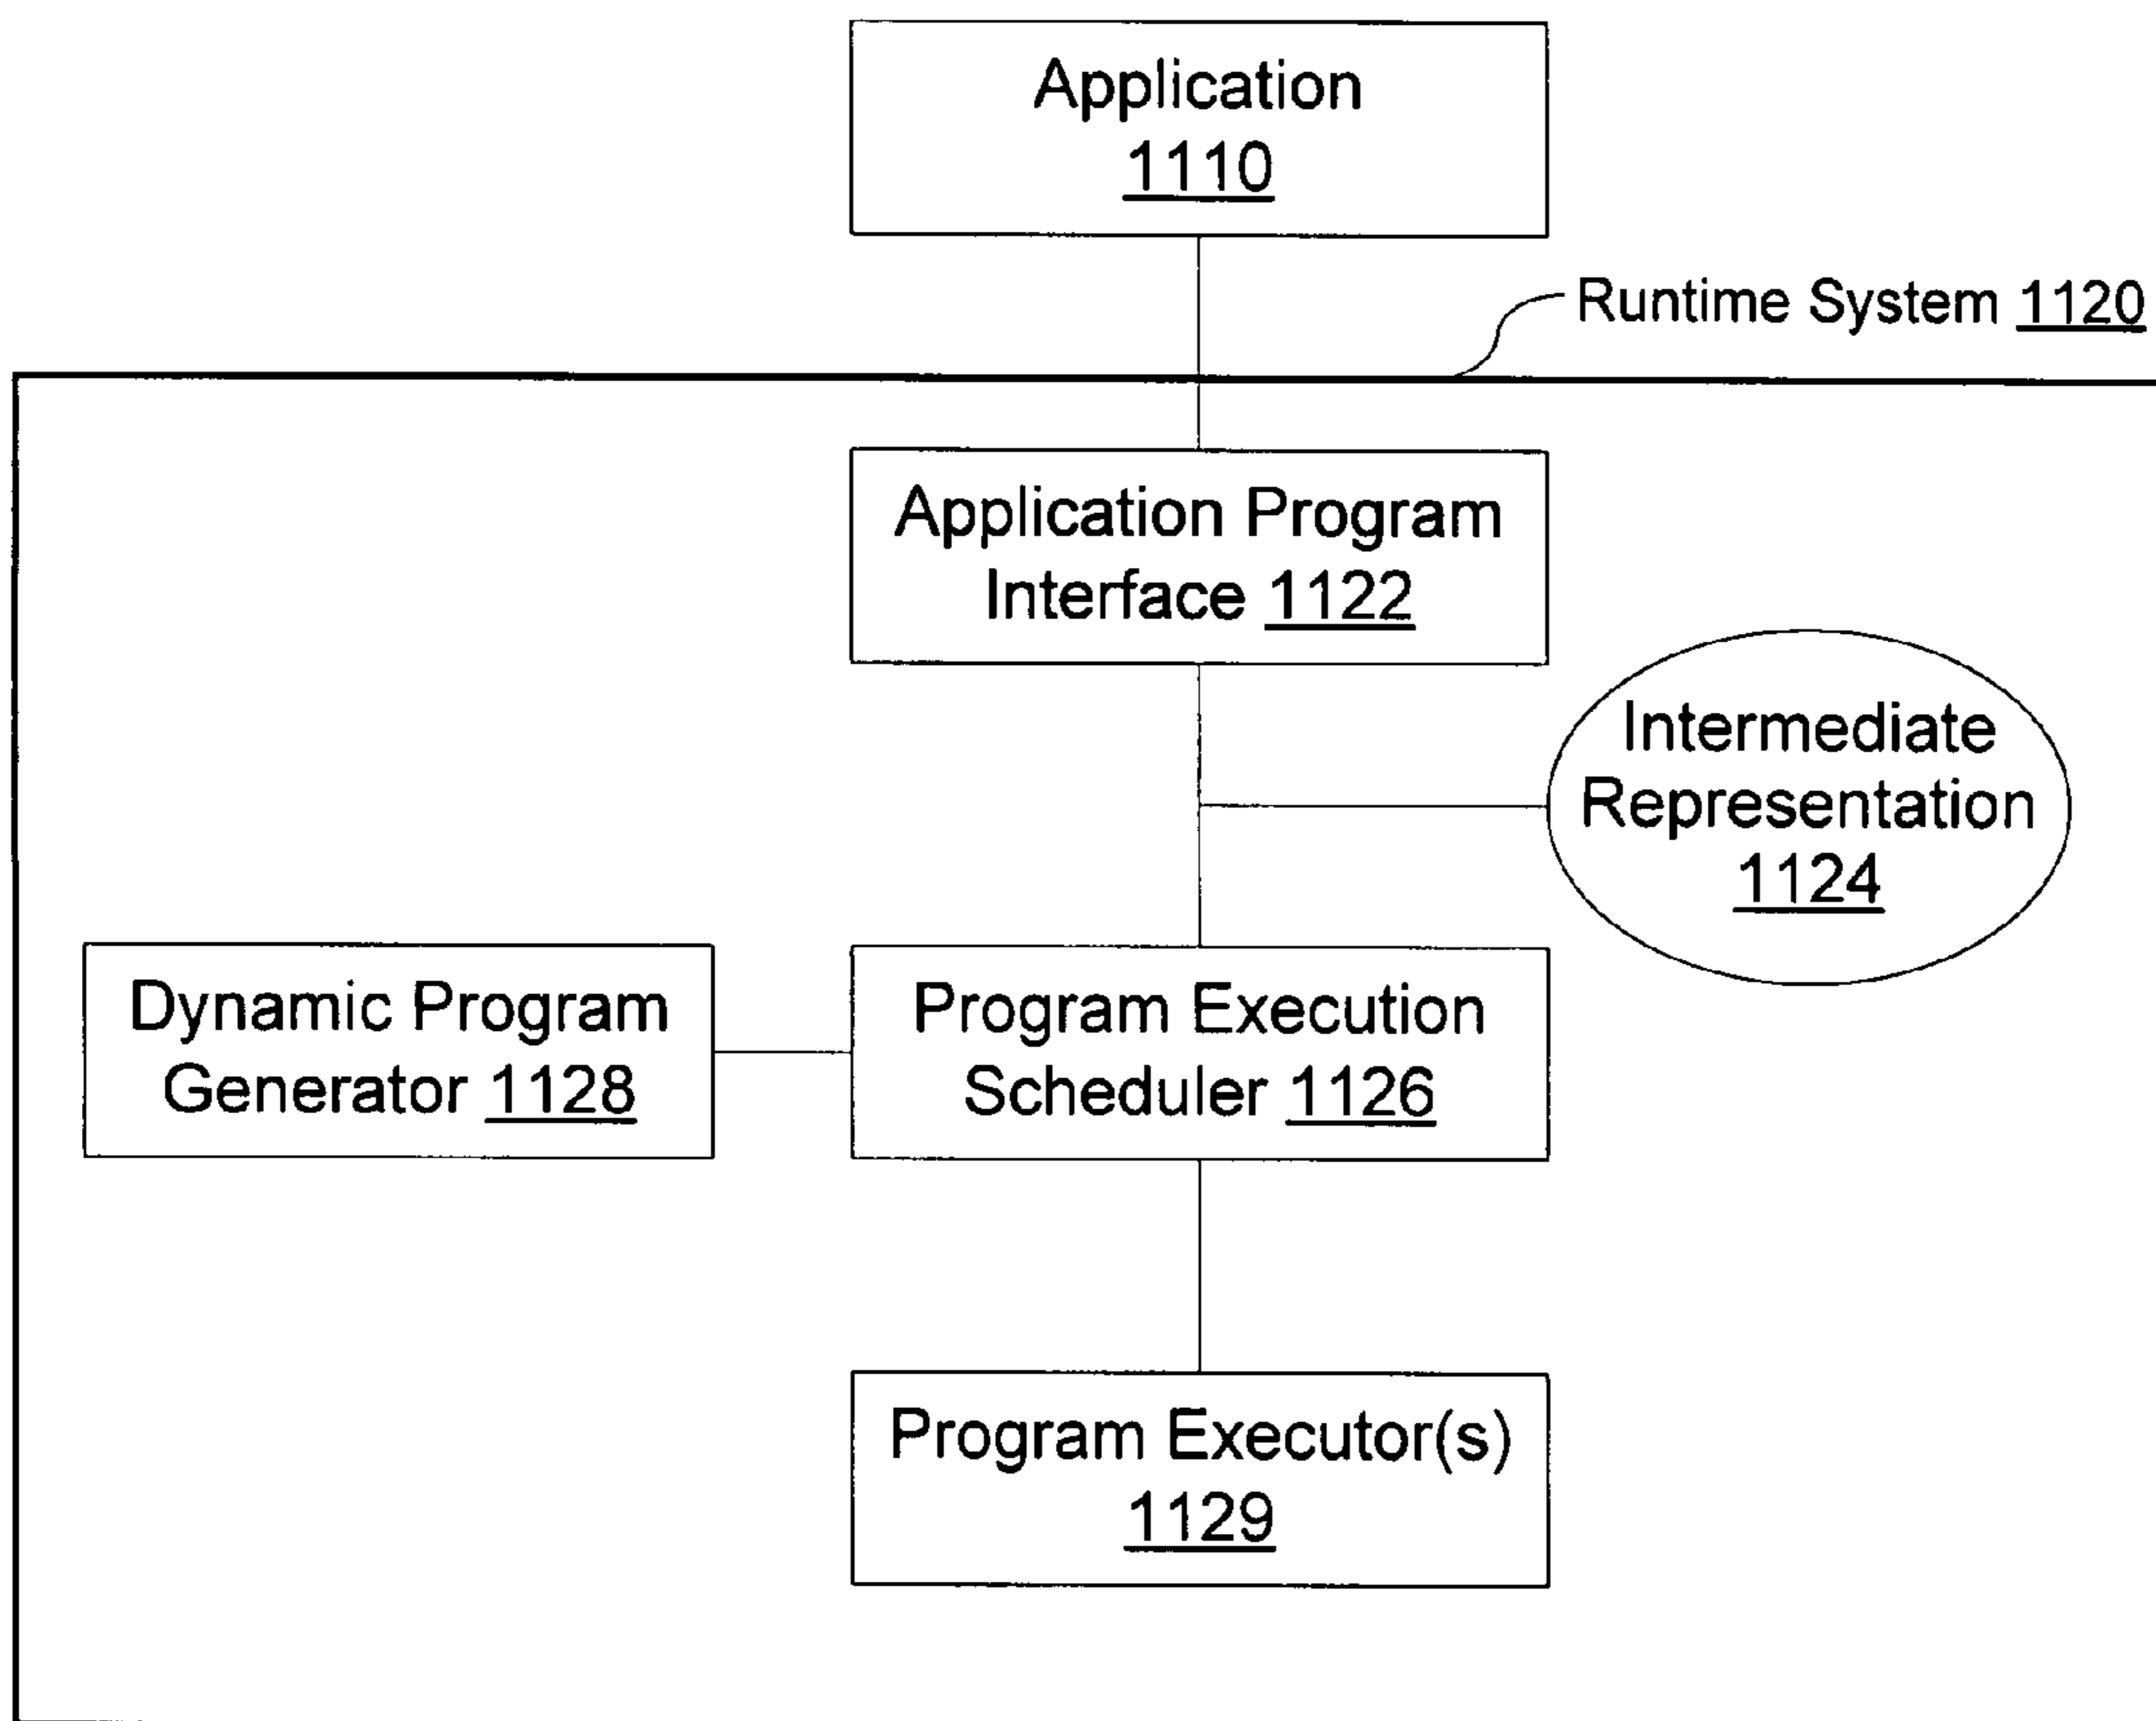 Application
1110
Runtime System 1120
Application Program
Interface 1122
Intermediate
Representation
1124
Dynamic Program
Generator 1128
Program Execution
Scheduler 1126
Program Executor(s)
1129